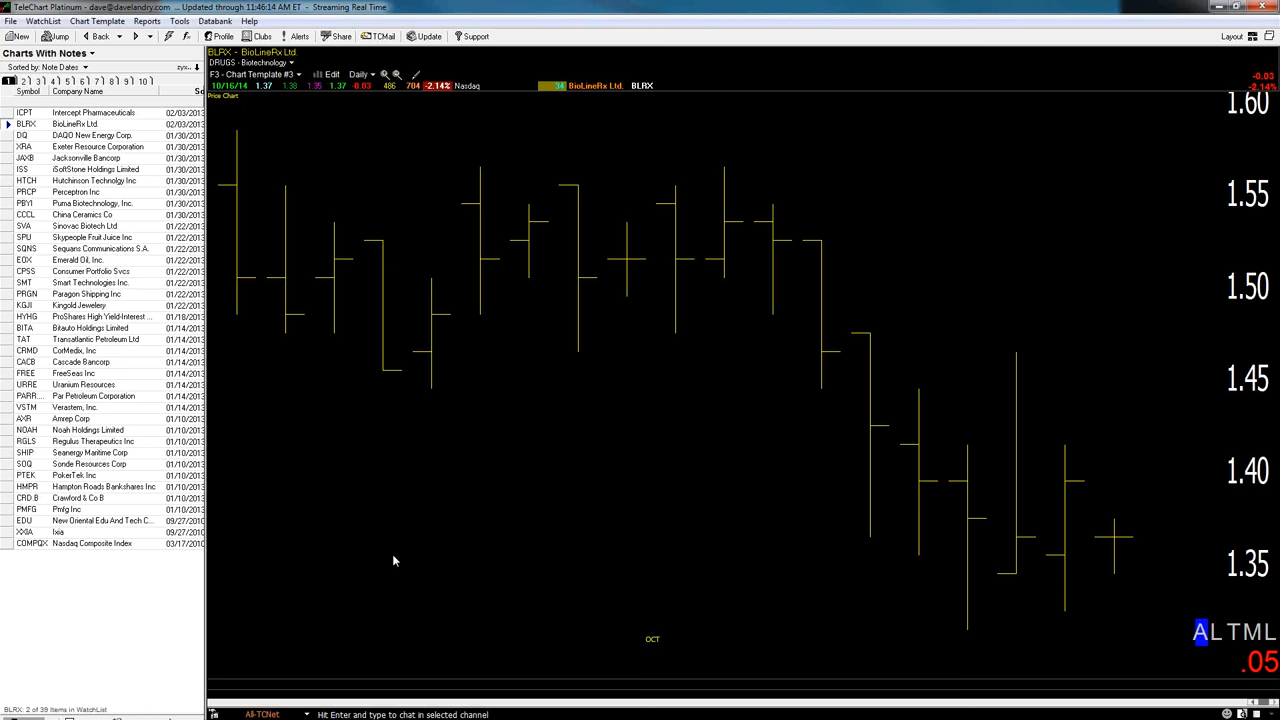 TeleChart Platinum - dave@davelandry.com ... Updated through 11:46:14 AM ET - Streaming Real Time
File WatchList Chart Template Reports Tools Databank Help
New Jump Back Profile Clubs Alerts Share TCMail Update Support Layout
Charts With Notes
Sorted by: Note Dates zyx..
1 2 3 4 5 6 7 8 9 10
Symbol Company Name
ICPT Intercept Pharmaceuticals 02/03/2013
BLRX BioLineRx Ltd. 02/03/2013
DQ DAQO New Energy Corp. 01/30/2013
XRA Exeter Resource Corporation 01/30/2013
JAXB Jacksonville Bancorp 01/30/2013
ISS iSoftStone Holdings Limited 01/30/2013
HTCH Hutchinson Technolgy Inc 01/30/2013
PRCP Perceptron Inc 01/30/2013
PBYI Puma Biotechnology, Inc. 01/30/2013
CCCL China Ceramics Co 01/30/2013
SVA Sinovac Biotech Ltd 01/22/2013
SPU Skypeople Fruit Juice Inc 01/22/2013
SQNS Sequans Communications S.A. 01/22/2013
EOX Emerald Oil, Inc. 01/22/2013
CPSS Consumer Portfolio Svcs 01/22/2013
SMT Smart Technologies Inc. 01/22/2013
PRGN Paragon Shipping Inc 01/22/2013
KGJI Kingold Jewelery 01/22/2013
HYHG ProShares High Yield-Interest ... 01/18/2013
BITA Bitauto Holdings Limited 01/14/2013
TAT Transatlantic Petroleum Ltd 01/14/2013
CRMD CorMedix, Inc 01/14/2013
CACB Cascade Bancorp 01/14/2013
FREE FreeSeas Inc 01/14/2013
URRE Uranium Resources 01/14/2013
PARR... Par Petroleum Corporation 01/14/2013
VSTM Verastem, Inc. 01/14/2013
AXR Amrep Corp 01/10/2013
NOAH Noah Holdings Limited 01/10/2013
RGLS Regulus Therapeutics Inc 01/10/2013
SHIP Seanergy Maritime Corp 01/10/2013
SOQ Sonde Resources Corp 01/10/2013
PTEK PokerTek Inc 01/10/2013
HMPR Hampton Roads Bankshares Inc 01/10/2013
CRD.B Crawford & Co B 01/10/2013
PMFG Pmfg Inc 01/10/2013
EDU New Oriental Edu And Tech C... 09/27/2010
XXIA Ixia 09/27/2010
COMPQX Nasdaq Composite Index 03/17/2010
BLRX: 2 of 39 Items in WatchList
BLRX - BioLineRx Ltd.
DRUGS - Biotechnology
F3 - Chart Template #3 Edit Daily
10/16/14 1.37 1.38 1.35 1.37 -0.03 486 704 -2.14% Nasdaq 34 BioLineRx Ltd. BLRX
-0.03
-2.14%
Price Chart
1.60
1.55
1.50
1.45
1.40
1.35
OCT
ALTML
.05
All-TCNet Hit Enter and type to chat in selected channel